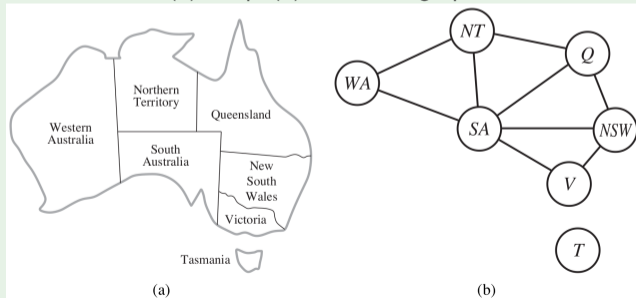 Northern
Territory
Western
Australia
Queensland
South
Australia
New
South
Wales
Victoria
Tasmania
(a)
NT
Q
WA
SA
NSW
V
T
(b)